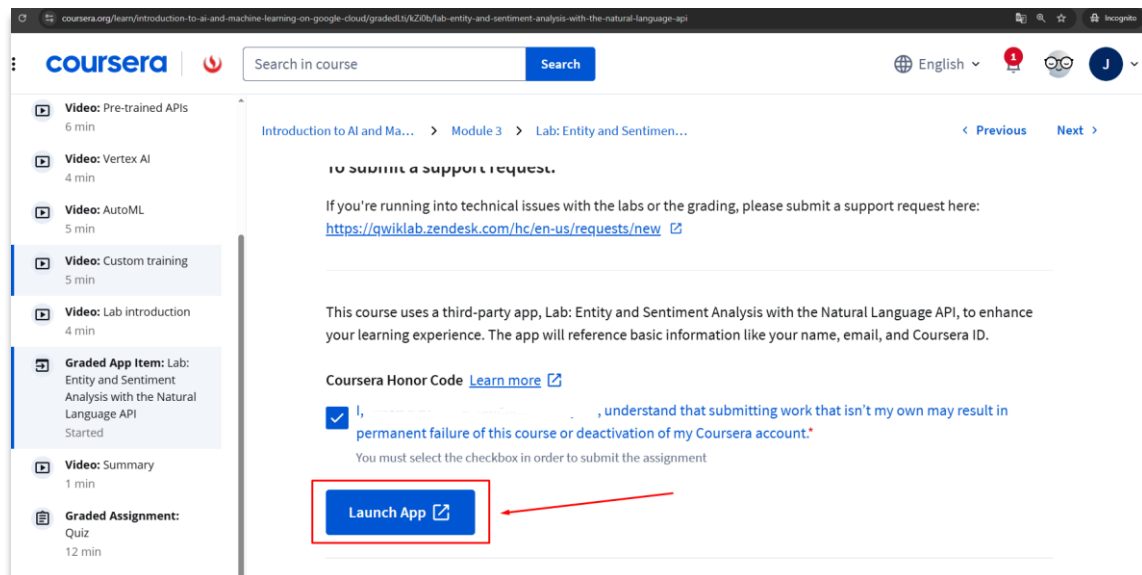 coursera.org/learn/introduction-to-ai-and-machine-learning-on-google-cloud/gradedLti/kZi0b/lab-entity-and-sentiment-analysis-with-the-natural-language-api
Incognito
coursera
Search in course
Search
English
1
J
Video: Pre-trained APIs
6 min
Video: Vertex AI
4 min
Video: AutoML
5 min
Video: Custom training
5 min
Video: Lab introduction
4 min
Graded App Item: Lab:
Entity and Sentiment
Analysis with the Natural
Language API
Started
Video: Summary
1 min
Graded Assignment:
Quiz
12 min
Introduction to AI and Ma... > Module 3 > Lab: Entity and Sentimen...
< Previous
Next >
To submit a support request.
If you're running into technical issues with the labs or the grading, please submit a support request here:
https://qwiklab.zendesk.com/hc/en-us/requests/new
This course uses a third-party app, Lab: Entity and Sentiment Analysis with the Natural Language API, to enhance
your learning experience. The app will reference basic information like your name, email, and Coursera ID.
Coursera Honor Code Learn more
I, , understand that submitting work that isn't my own may result in
permanent failure of this course or deactivation of my Coursera account.*
You must select the checkbox in order to submit the assignment
Launch App